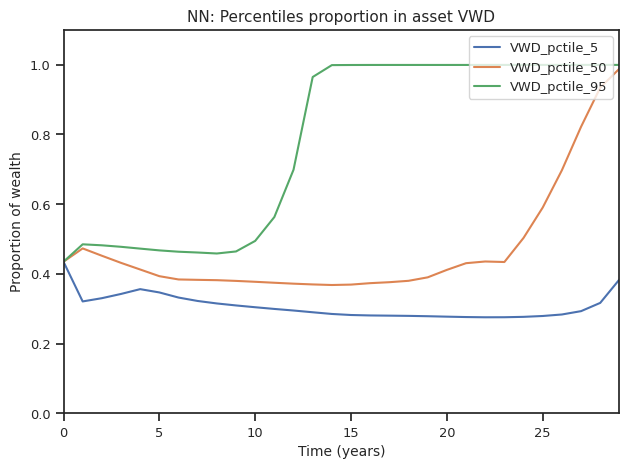 NN: Percentiles proportion in asset VWD
VWD_pctile_5
VWD_pctile_50
VWD_pctile_95
Proportion of wealth
1.0
0.8
0.6
0.4
0.2
0.0
0 5 10 15 20 25
Time (years)